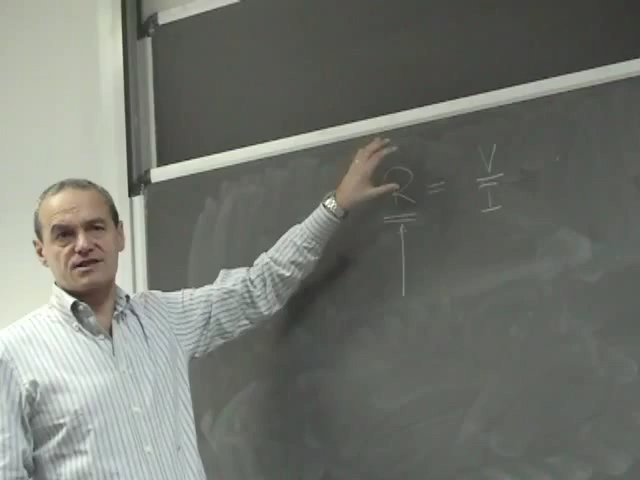 R = V/I